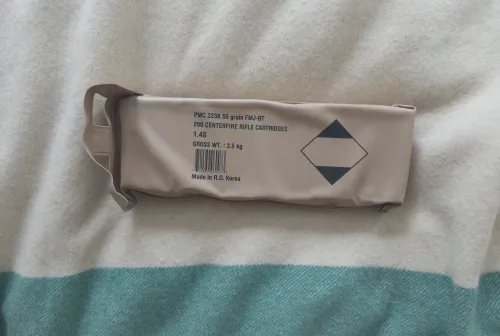 PMC 223A 55 grain FMJ-BT
200 CENTERFIRE RIFLE CARTRIDGES
1.4S
GROSS WT. : 2.5 kg
Made in R.O. Korea